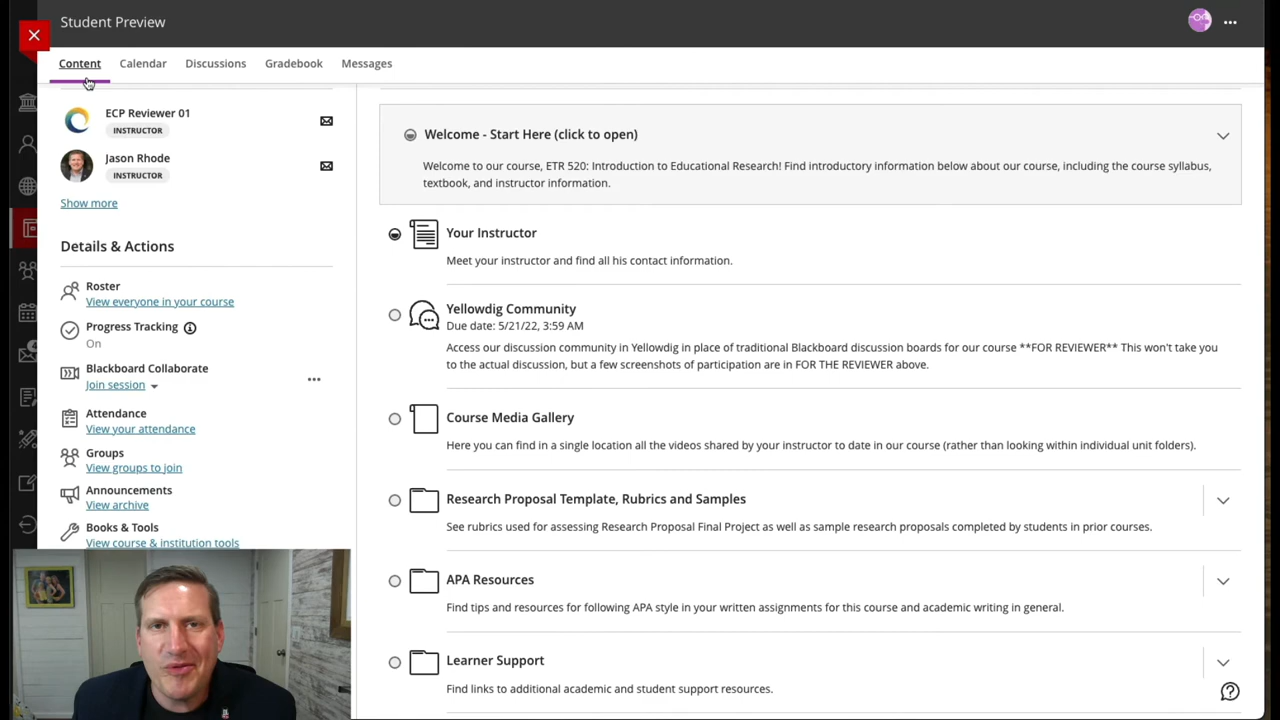 Student Preview
Content
Calendar
Discussions
Gradebook
Messages
ECP Reviewer 01
INSTRUCTOR
Jason Rhode
INSTRUCTOR
Show more
Details & Actions
Roster
View everyone in your course
Progress Tracking
On
Blackboard Collaborate
Join session
Attendance
View your attendance
Groups
View groups to join
Announcements
View archive
Books & Tools
View course & institution tools
Welcome - Start Here (click to open)
Welcome to our course, ETR 520: Introduction to Educational Research! Find introductory information below about our course, including the course syllabus,
textbook, and instructor information.
Your Instructor
Meet your instructor and find all his contact information.
Yellowdig Community
Due date: 5/21/22, 3:59 AM
Access our discussion community in Yellowdig in place of traditional Blackboard discussion boards for our course **FOR REVIEWER** This won't take you
to the actual discussion, but a few screenshots of participation are in FOR THE REVIEWER above.
Course Media Gallery
Here you can find in a single location all the videos shared by your instructor to date in our course (rather than looking within individual unit folders).
Research Proposal Template, Rubrics and Samples
See rubrics used for assessing Research Proposal Final Project as well as sample research proposals completed by students in prior courses.
APA Resources
Find tips and resources for following APA style in your written assignments for this course and academic writing in general.
Learner Support
Find links to additional academic and student support resources.